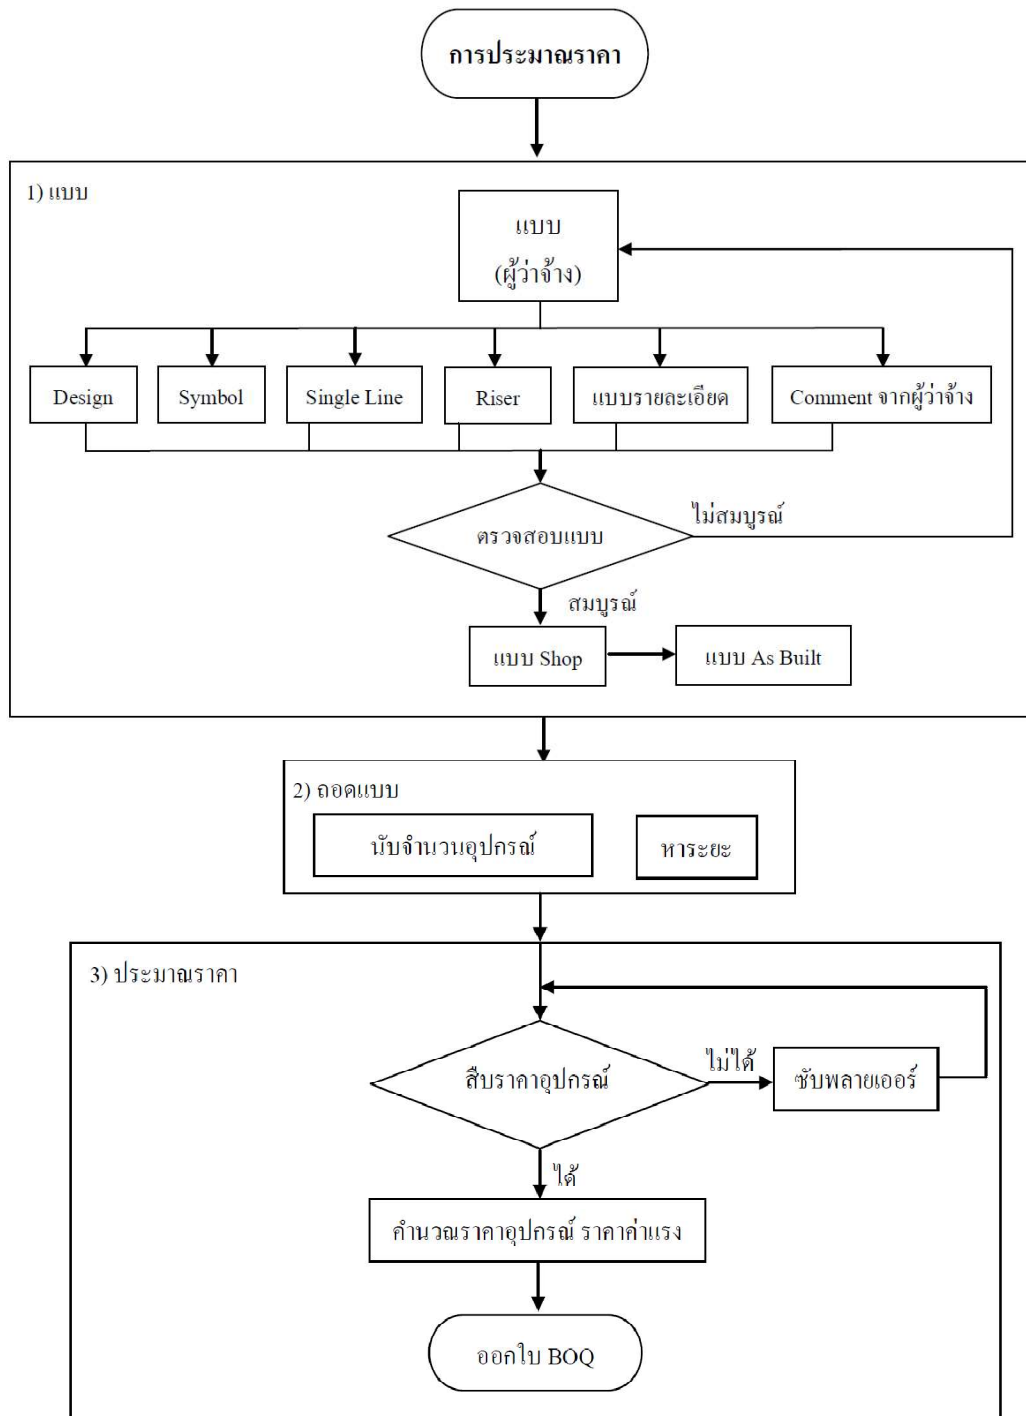 การประมาณราคา
1) แบบ
แบบ
(ผู้ว่าจ้าง)
Design
Symbol
Single Line
Riser
แบบรายละเอียด
Comment จากผู้ว่าจ้าง
ตรวจสอบแบบ
ไม่สมบูรณ์
สมบูรณ์
แบบ Shop
แบบ As Built
2) ถอดแบบ
นับจำนวนอุปกรณ์
หาระยะ
3) ประมาณราคา
สืบราคาอุปกรณ์
ไม่ได้
ซับพลายเออร์
ได้
คำนวณราคาอุปกรณ์ ราคาค่าแรง
ออกใบ BOQ